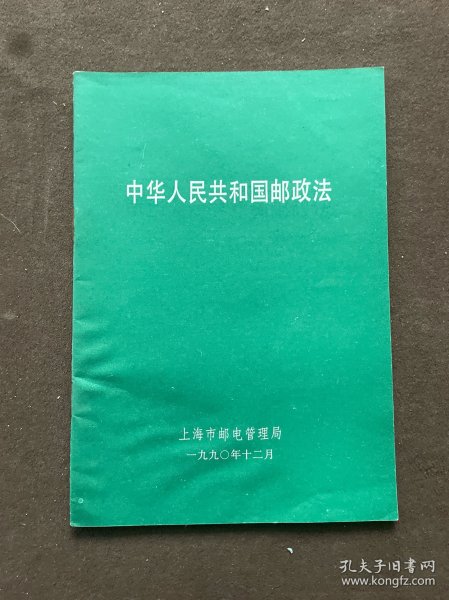 中华人民共和国邮政法
上海市邮电管理局
一九九〇年十二月
孔夫子旧书网
www.kongfz.com